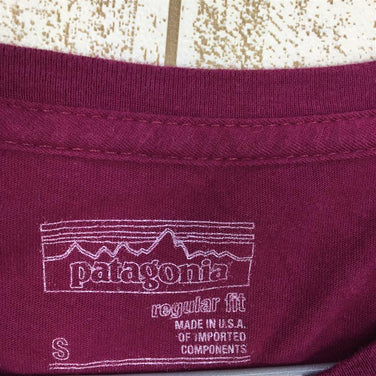 patagonia
regular fit
MADE IN U.S.A.
OF IMPORTED
S COMPONENTS